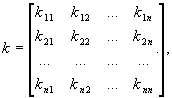 k = [ k11 k12 ... k1n
k21 k22 ... k2n
... ... ... ... .
kn1 kn2 ... knn ] ,